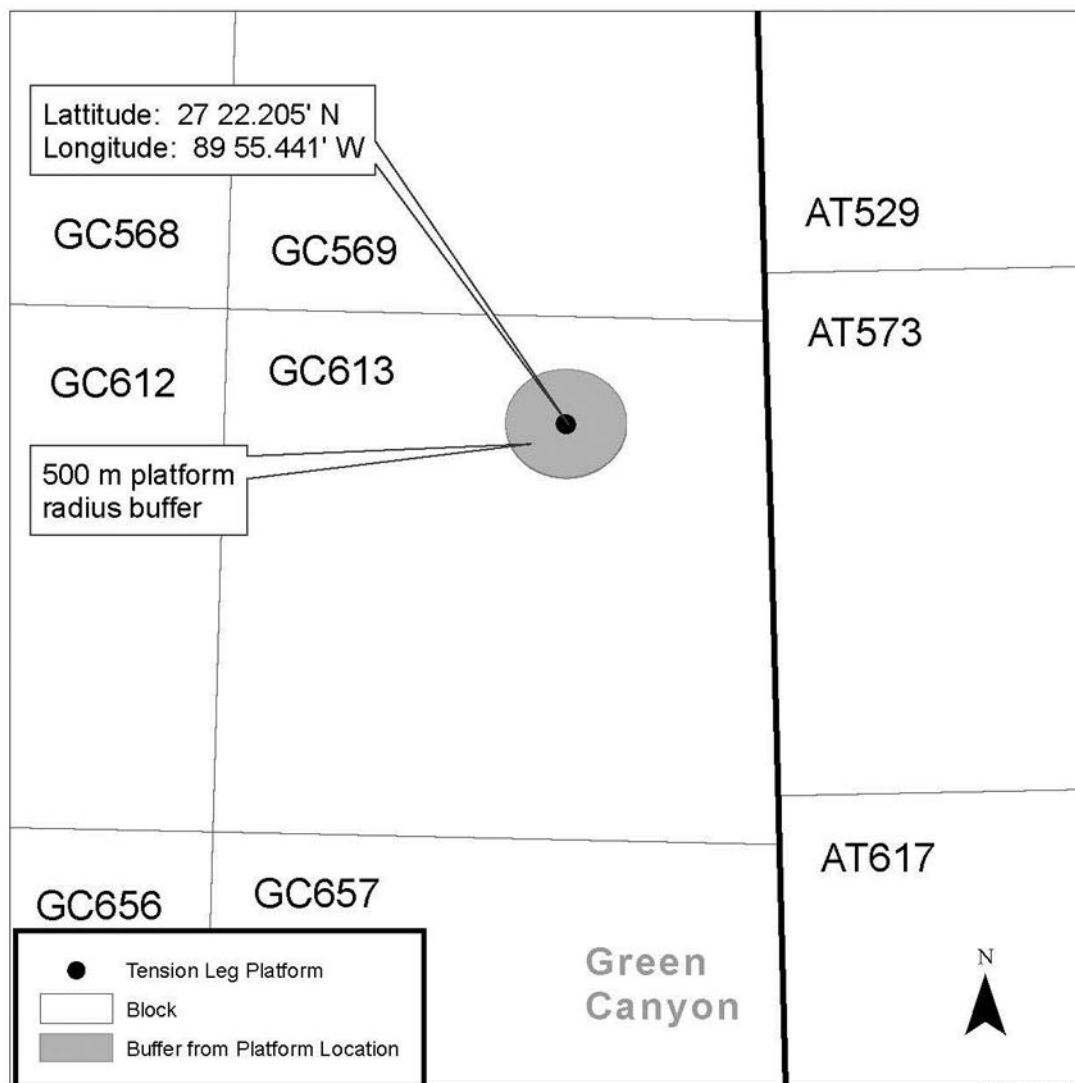 Lattitude:  27 22.205' N
Longitude:  89 55.441' W
GC568
GC569
AT529
GC612
GC613
AT573
500 m platform
radius buffer
GC656
GC657
AT617
Green
Canyon
N
Tension Leg Platform
Block
Buffer from Platform Location